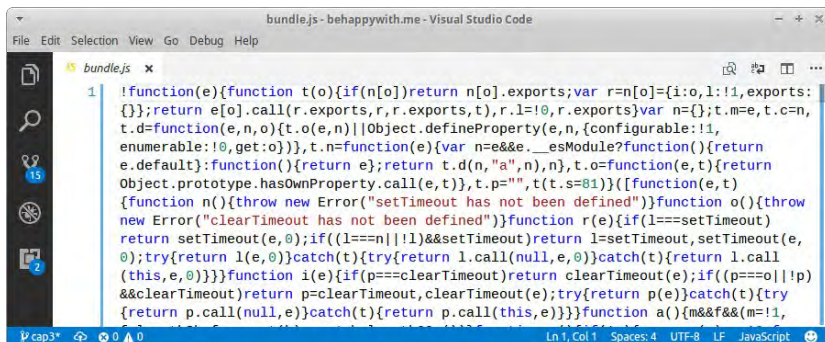 bundle.js - behappywith.me - Visual Studio Code
File Edit Selection View Go Debug Help
JS bundle.js ×
1 !function(e){function t(o){if(n[o])return n[o].exports;var r=n[o]={i:o,l:!1,exports:
{}};return e[o].call(r.exports,r,r.exports,t),r.l=!0,r.exports}var n={};t.m=e,t.c=n,
t.d=function(e,n,o){t.o(e,n)||Object.defineProperty(e,n,{configurable:!1,
enumerable:!0,get:o})},t.n=function(e){var n=e&&e.__esModule?function(){return
e.default}:function(){return e};return t.d(n,"a",n),n},t.o=function(e,t){return
Object.prototype.hasOwnProperty.call(e,t)},t.p="",t(t.s=81)}([function(e,t)
{function n(){throw new Error("setTimeout has not been defined")}function o(){throw
new Error("clearTimeout has not been defined")}function r(e){if(l===setTimeout)
return setTimeout(e,0);if((l===n||!l)&&setTimeout)return l=setTimeout,setTimeout(e,
0);try{return l(e,0)}catch(t){try{return l.call(null,e,0)}catch(t){return l.call
(this,e,0)}}}function i(e){if(p===clearTimeout)return clearTimeout(e);if((p===o||!p)
&&clearTimeout)return p=clearTimeout,clearTimeout(e);try{return p(e)}catch(t){try
{return p.call(null,e)}catch(t){return p.call(this,e)}}}function a(){m&&f&&(m=!1,
15
2
cap3* 0 0 Ln 1, Col 1 Spaces: 4 UTF-8 LF JavaScript